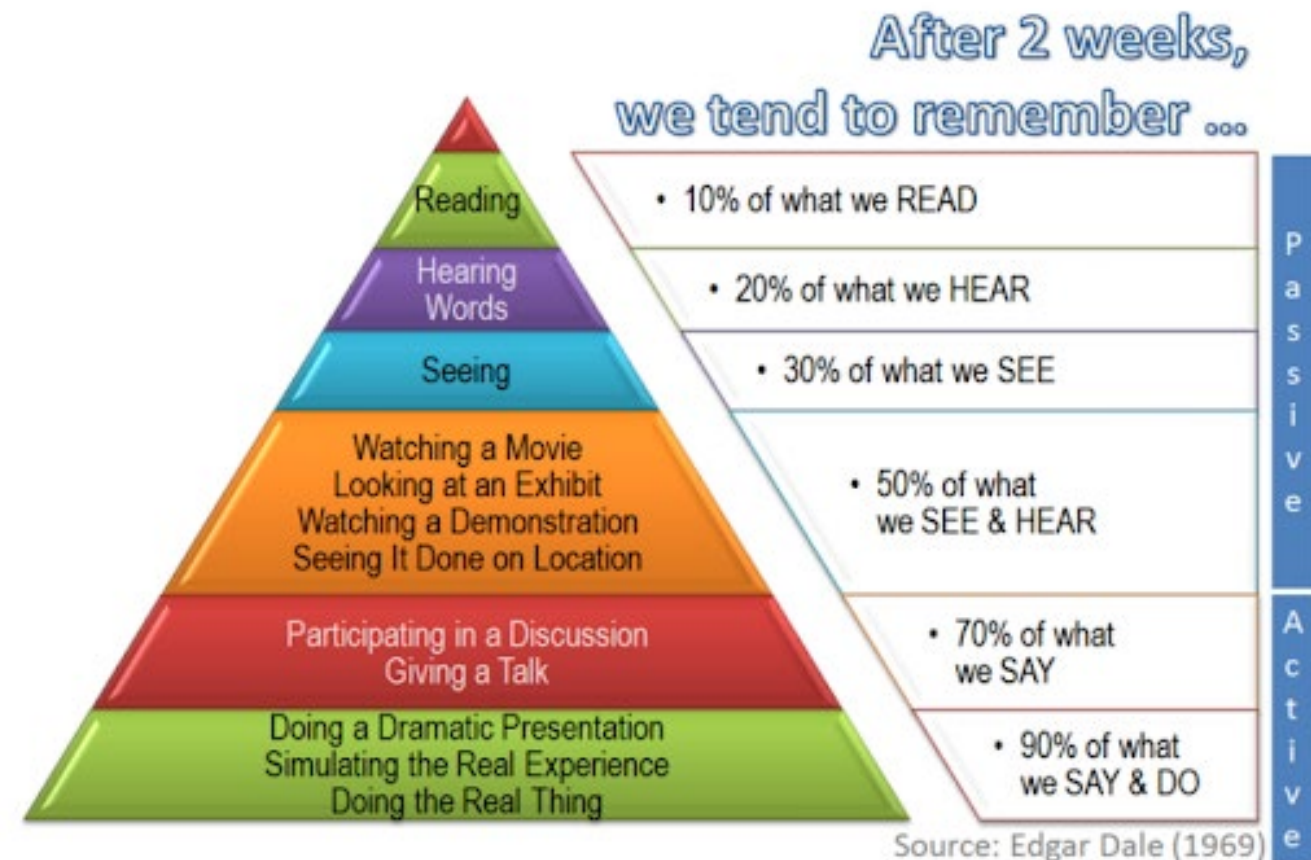 After 2 weeks,
we tend to remember ...
Reading
• 10% of what we READ
Hearing
Words
• 20% of what we HEAR
Seeing
• 30% of what we SEE
Watching a Movie
Looking at an Exhibit
Watching a Demonstration
Seeing It Done on Location
• 50% of what
we SEE & HEAR
Participating in a Discussion
Giving a Talk
• 70% of what
we SAY
Doing a Dramatic Presentation
Simulating the Real Experience
Doing the Real Thing
• 90% of what
we SAY & DO
Passive
Active
Source: Edgar Dale (1969)